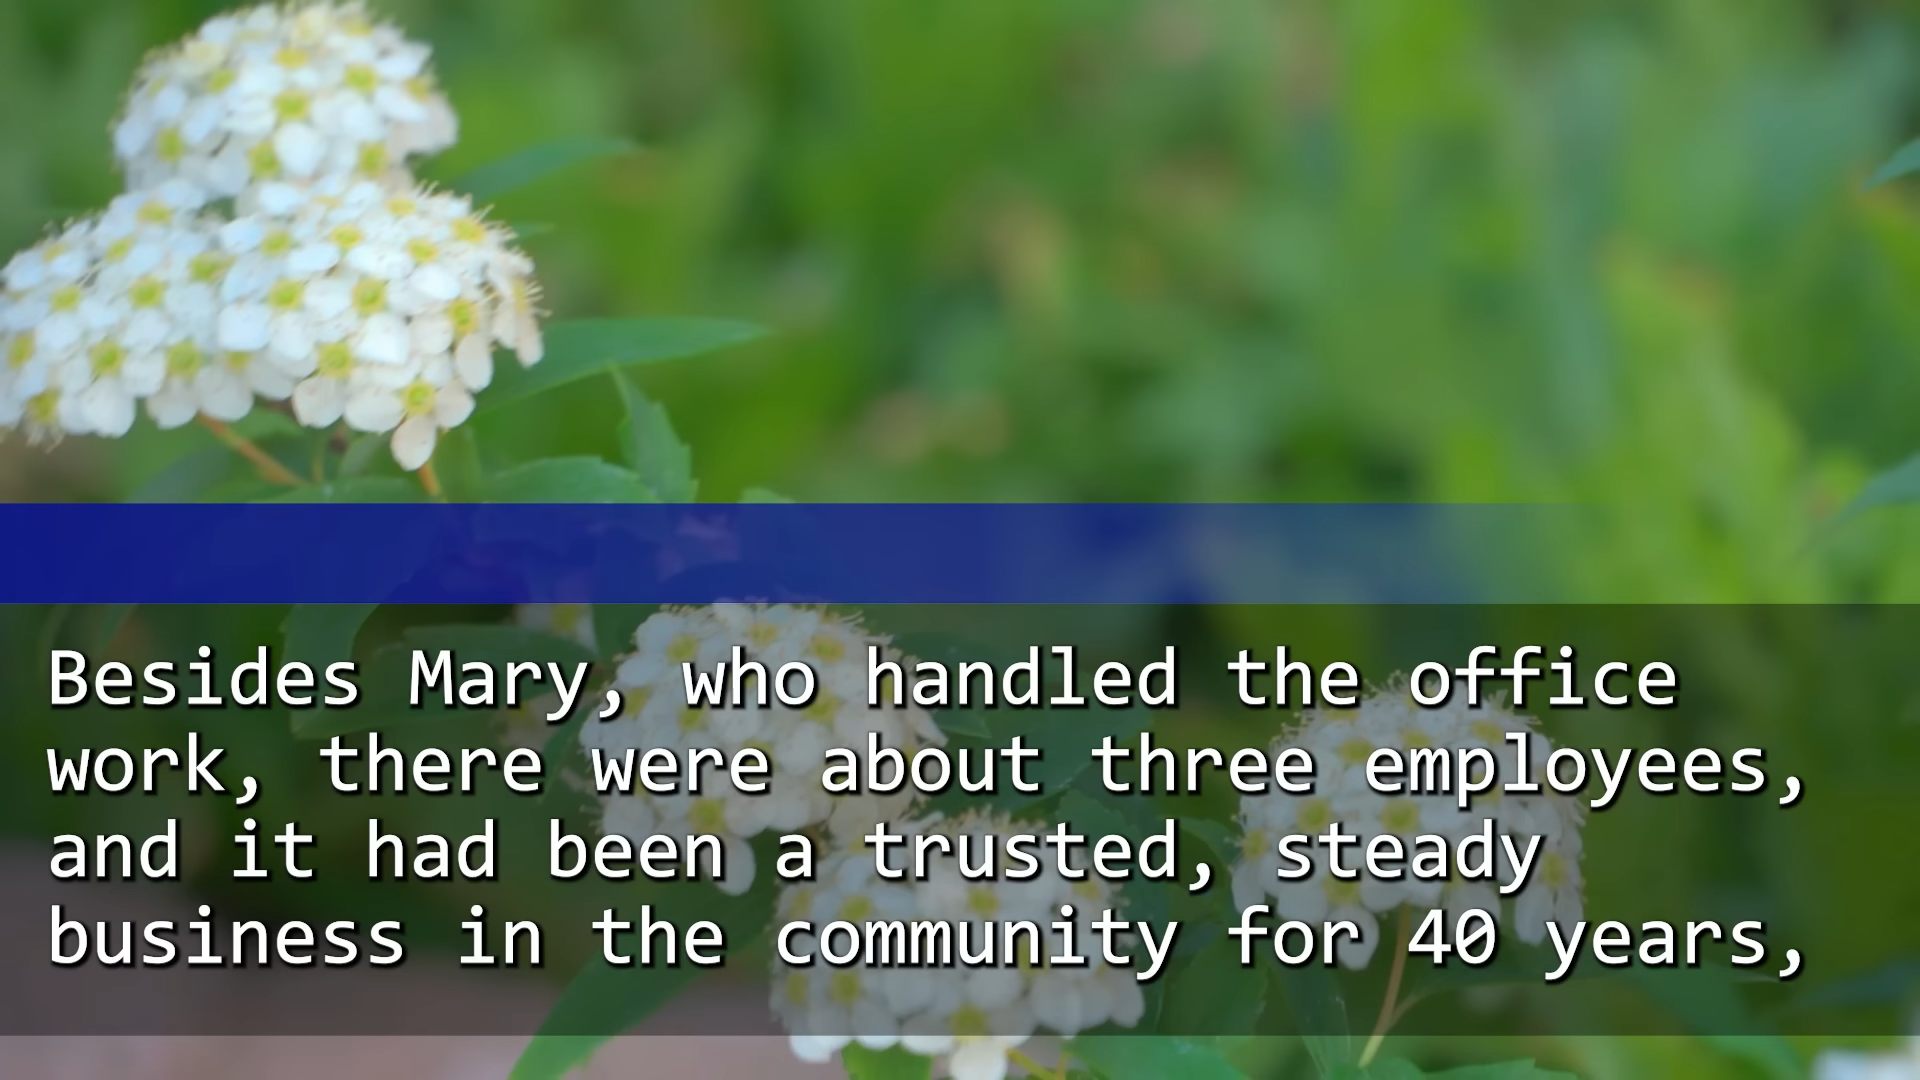 Besides Mary, who handled the office
work, there were about three employees,
and it had been a trusted, steady
business in the community for 40 years,